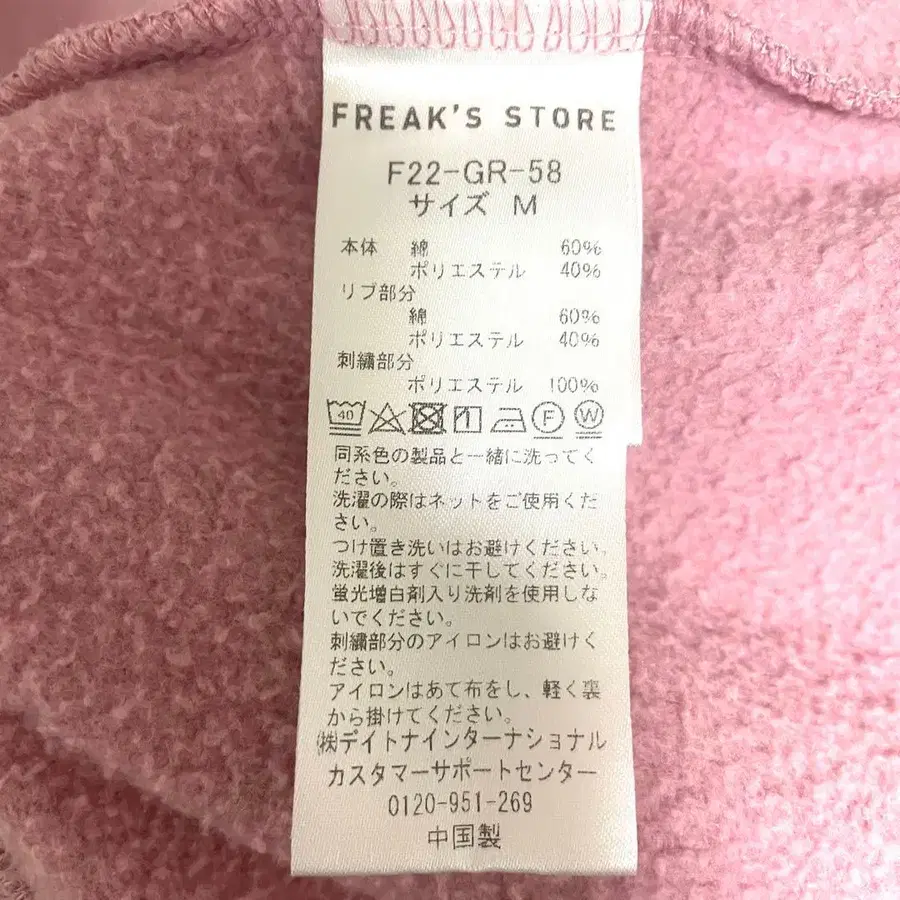 FREAK'S STORE
F22-GR-58
サイズ M
本体 綿 60%
ポリエステル 40%
リブ部分
綿 60%
ポリエステル 40%
刺繍部分
ポリエステル 100%
40 F W
同系色の製品と一緒に洗ってく
ださい。
洗濯の際はネットをご使用くだ
さい。
つけ置き洗いはお避けください。
洗濯後はすぐに干してください。
蛍光増白剤入り洗剤を使用しな
いでください。
刺繍部分のアイロンはお避けく
ださい。
アイロンはあて布をし、軽く裏
から掛けてください。
㈱デイトナインターナショナル
カスタマーサポートセンター
0120-951-269
中国製